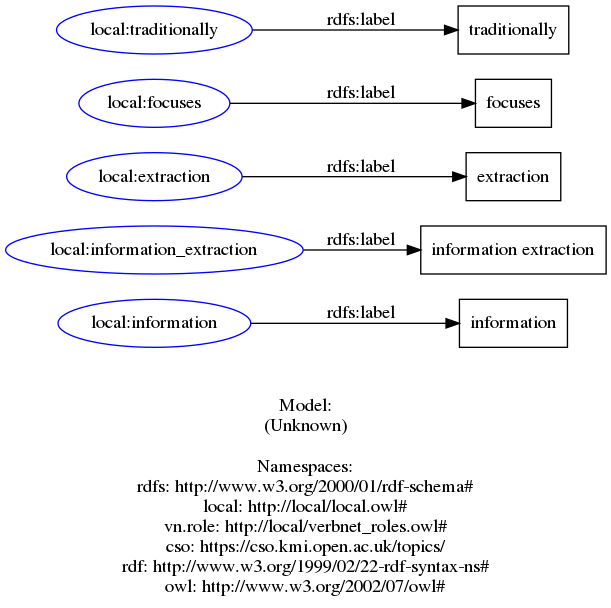 local:traditionally rdfs:label traditionally
local:focuses rdfs:label focuses
local:extraction rdfs:label extraction
local:information_extraction rdfs:label information extraction
local:information rdfs:label information
Model:
(Unknown)
Namespaces:
rdfs: http://www.w3.org/2000/01/rdf-schema#
local: http://local/local.owl#
vn.role: http://local/verbnet_roles.owl#
cso: https://cso.kmi.open.ac.uk/topics/
rdf: http://www.w3.org/1999/02/22-rdf-syntax-ns#
owl: http://www.w3.org/2002/07/owl#